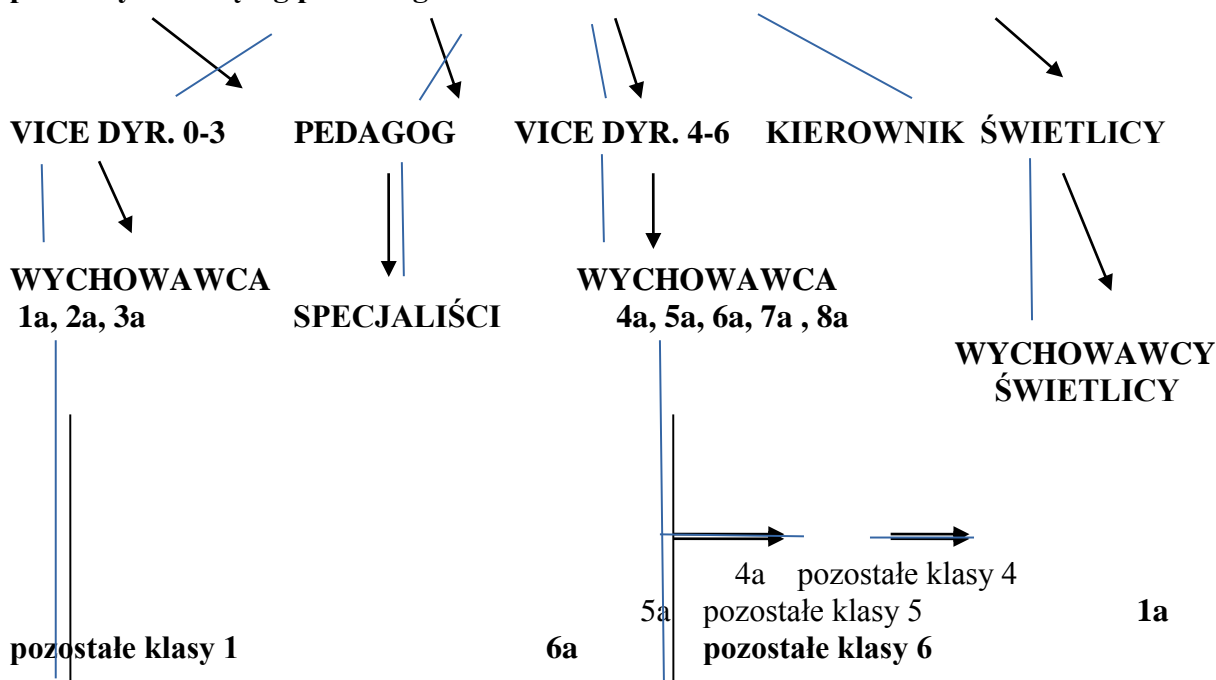 VICE DYR. 0-3 PEDAGOG VICE DYR. 4-6 KIEROWNIK ŚWIETLICY
WYCHOWAWCA WYCHOWAWCA
1a, 2a, 3a SPECJALIŚCI 4a, 5a, 6a, 7a , 8a
WYCHOWAWCY
ŚWIETLICY
4a pozostałe klasy 4
5a pozostałe klasy 5 1a
pozostałe klasy 1 6a pozostałe klasy 6